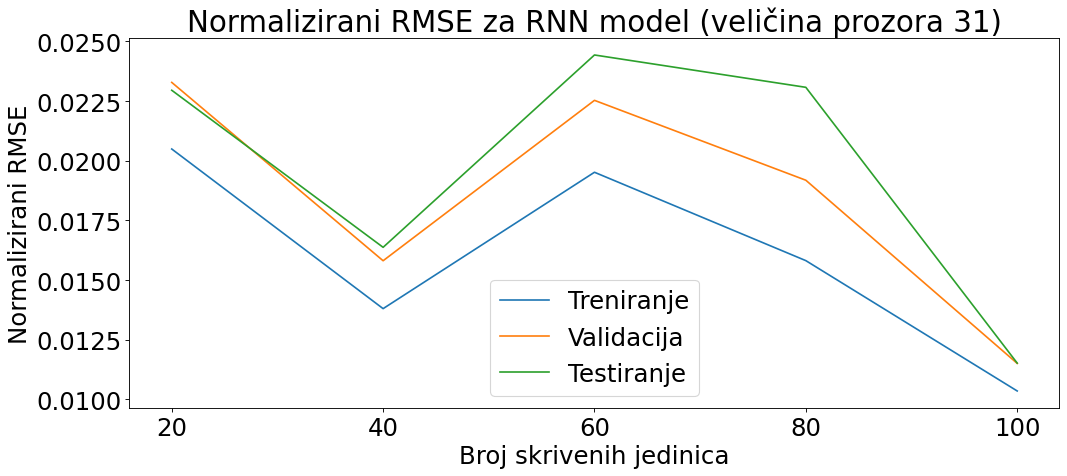 Normalizirani RMSE za RNN model (veličina prozora 31)
Normalizirani RMSE
0.0250
0.0225
0.0200
0.0175
0.0150
0.0125
0.0100
Treniranje
Validacija
Testiranje
20 40 60 80 100
Broj skrivenih jedinica